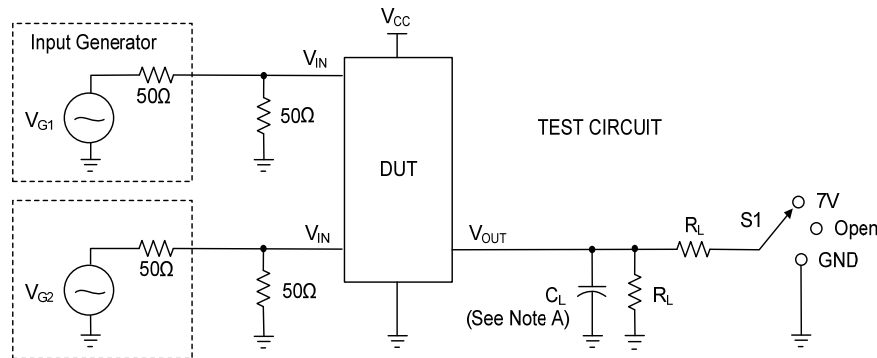 V_CC
Input Generator
V_IN
50Ω
50Ω
V_G1
TEST CIRCUIT
DUT
7V
S1
V_IN
V_OUT
R_L
Open
50Ω
GND
V_G2
50Ω
C_L
R_L
(See Note A)